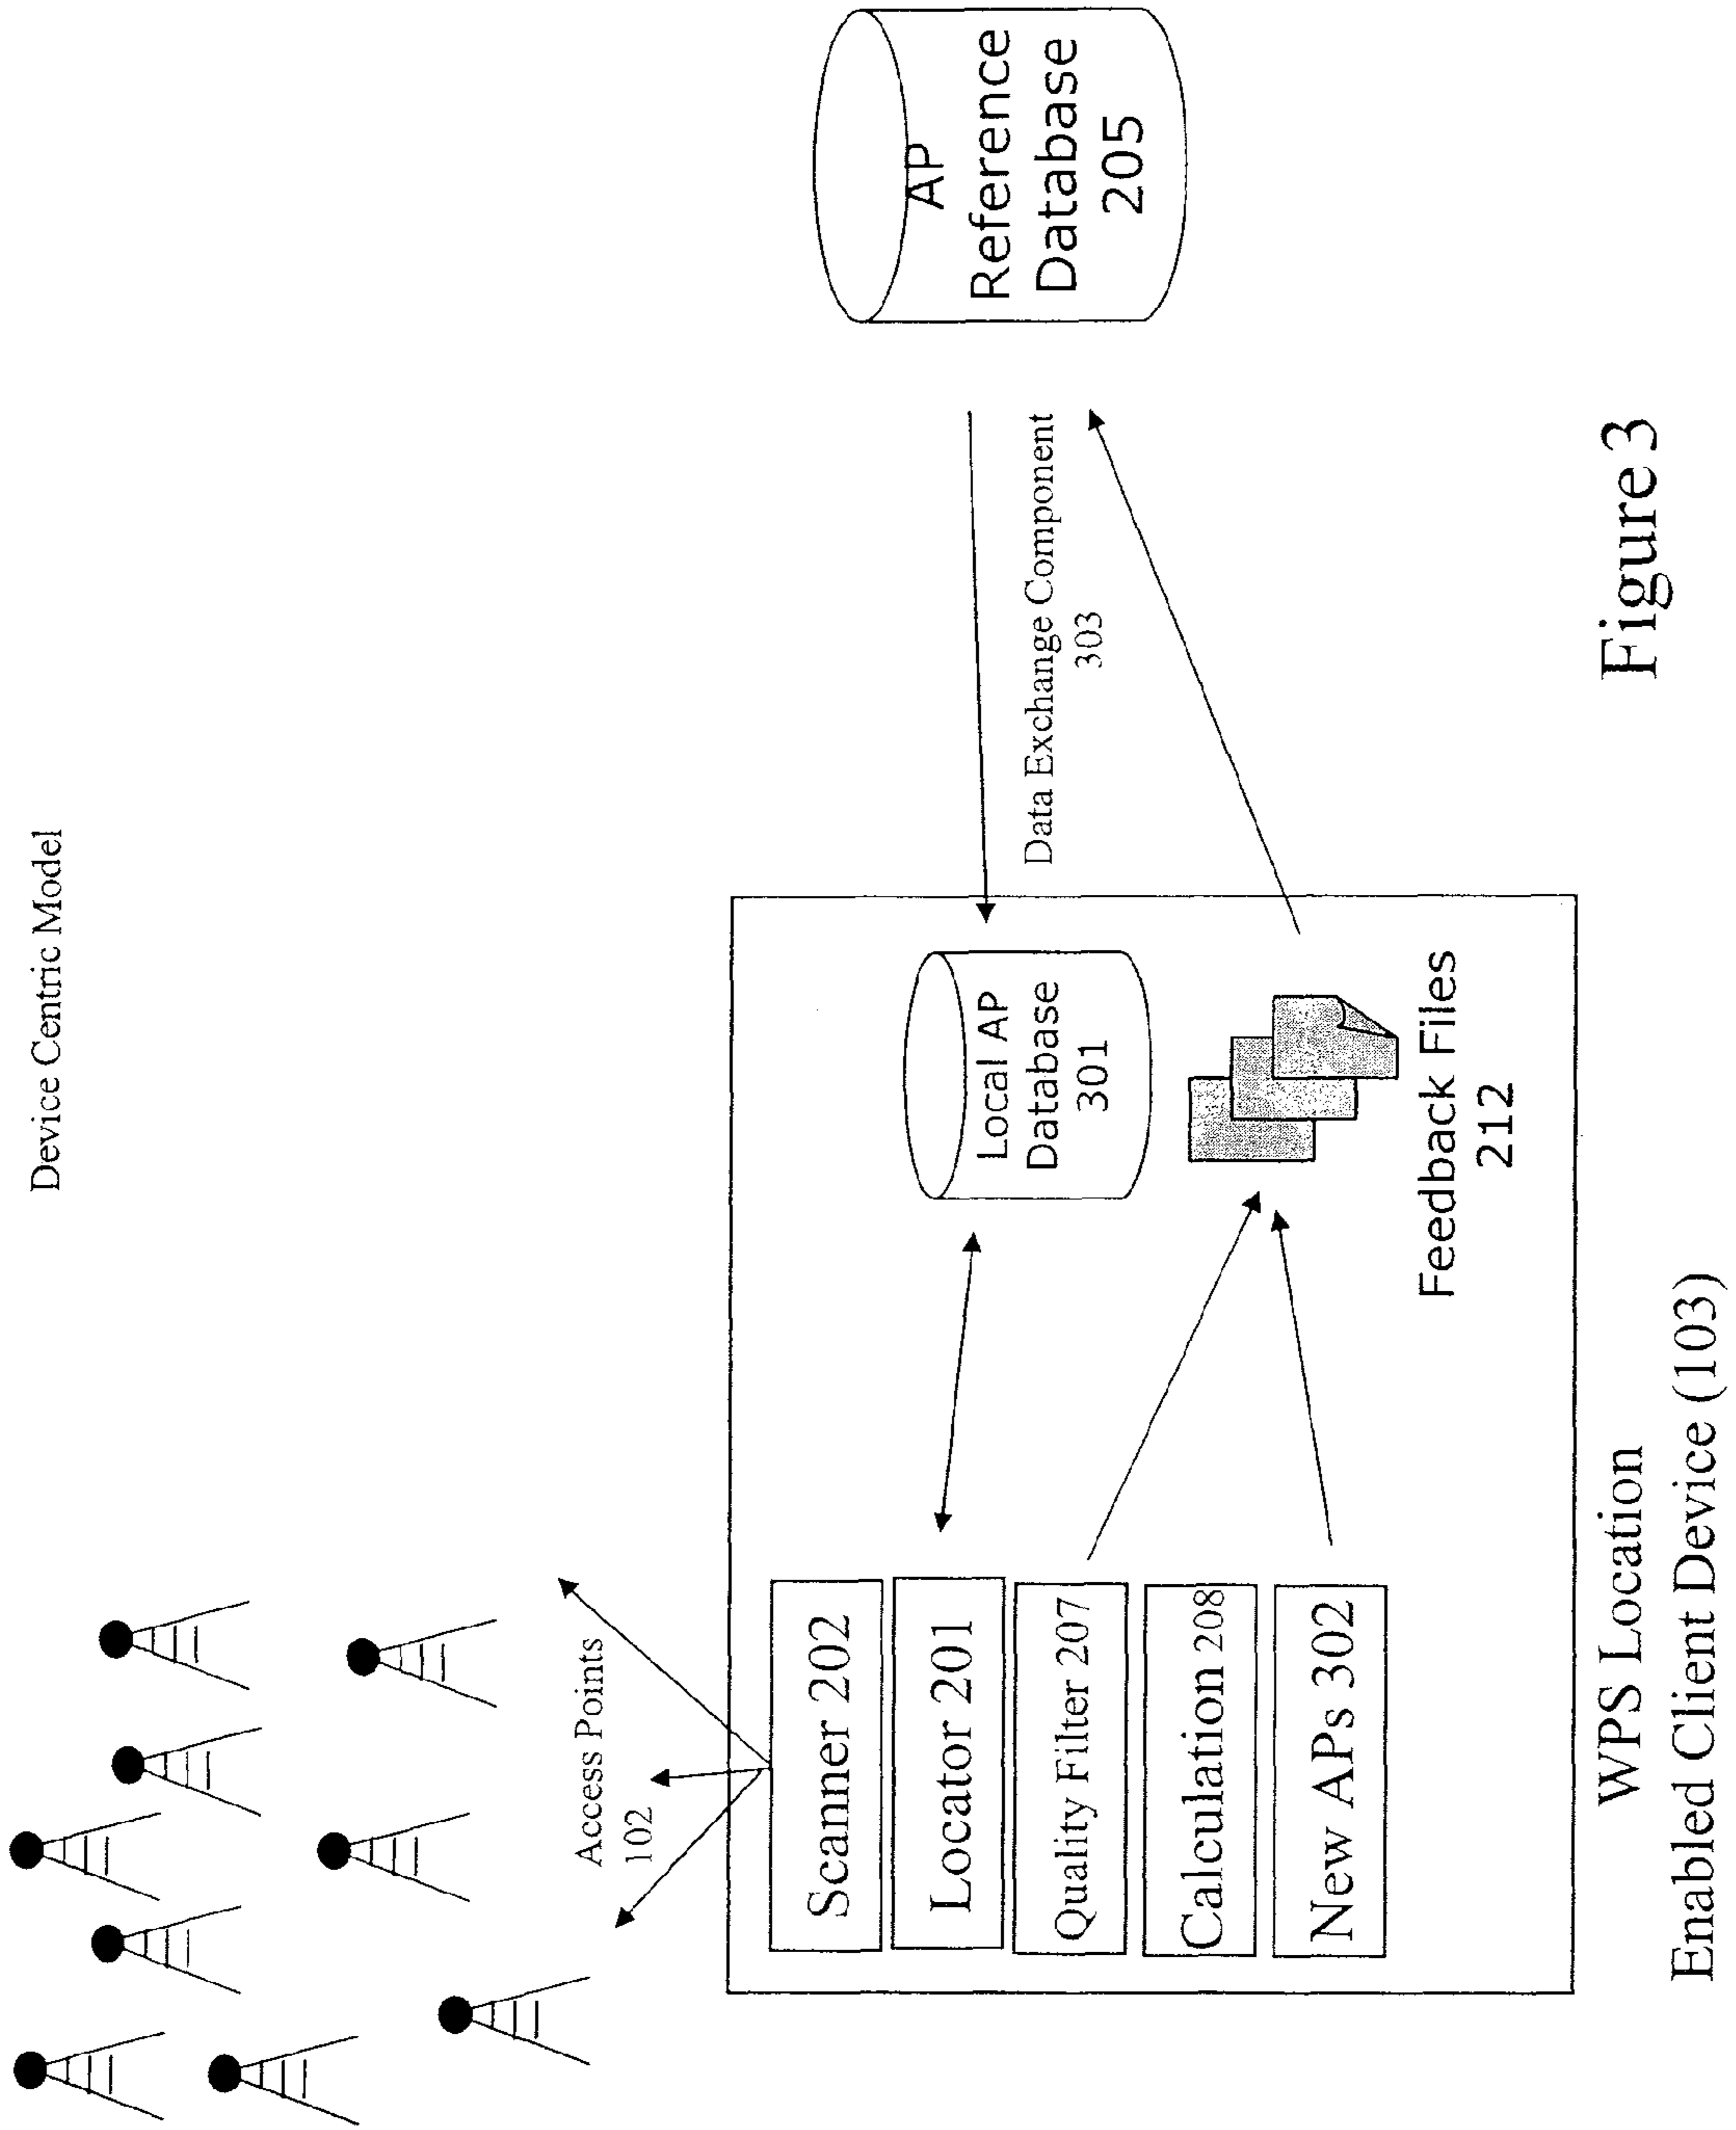 Device Centric Model
Access Points
102
Scanner 202
Locator 201
Quality Filter 207
Calculation 208
New APs 302
Local AP
Database
301
Feedback Files
212
Data Exchange Component
303
AP
Reference
Database
205
WPS Location
Enabled Client Device (103)
Figure 3